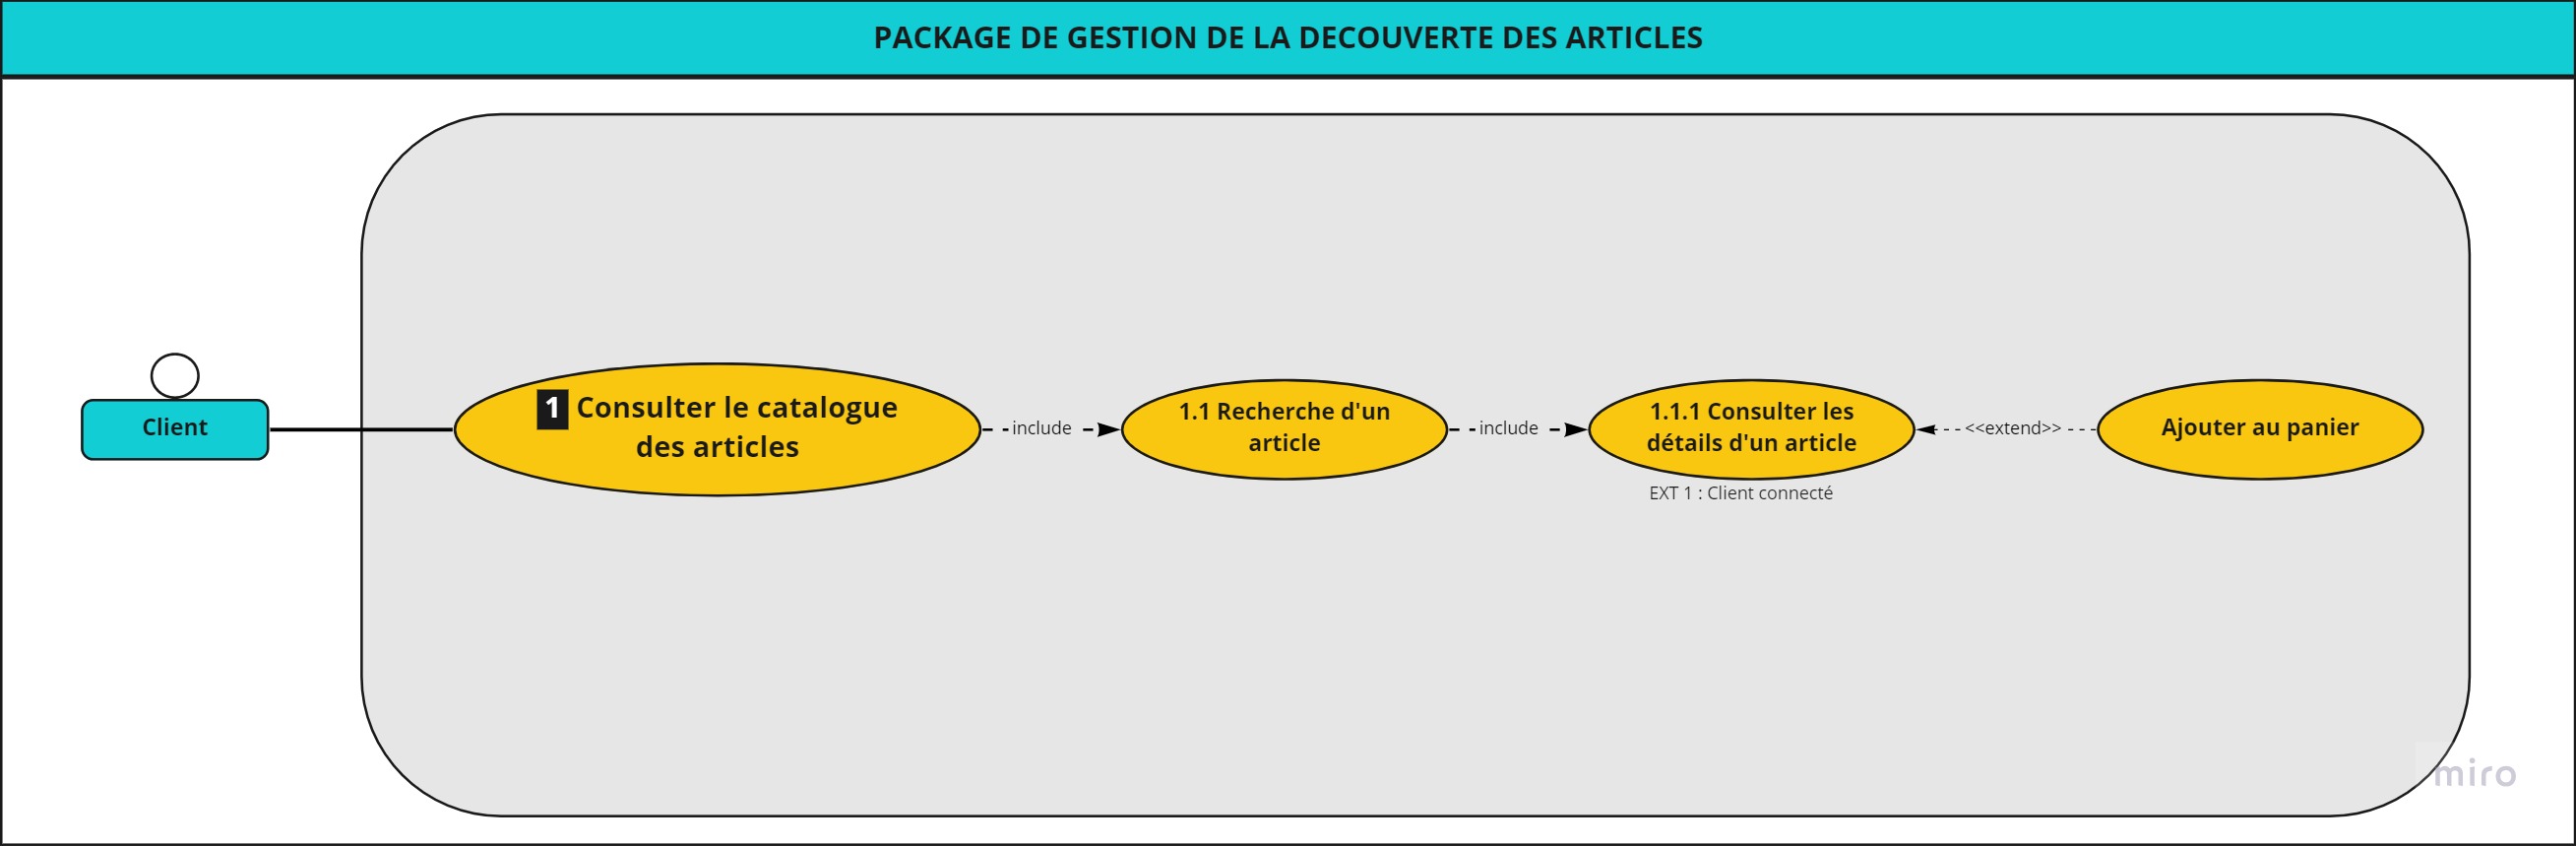 PACKAGE DE GESTION DE LA DECOUVERTE DES ARTICLES
Client
1 Consulter le catalogue
des articles
include
1.1 Recherche d'un
article
include
1.1.1 Consulter les
détails d'un article
EXT 1 : Client connecté
<<extend>>
Ajouter au panier
miro